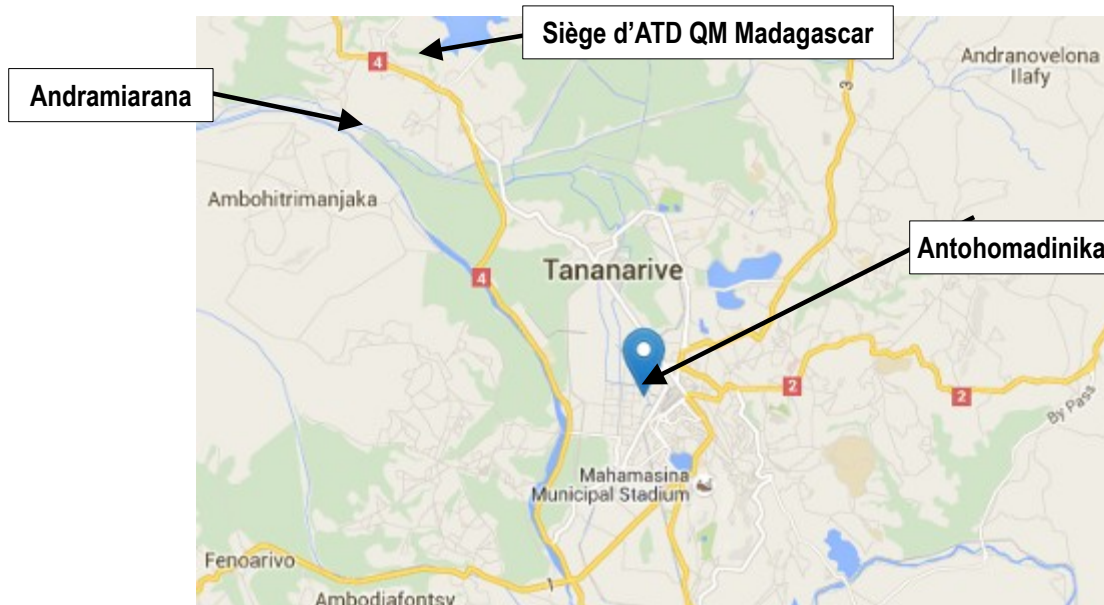 Siège d’ATD QM Madagascar
4
Andranovelona
Ilafy
Andramiarana
3
Ambohitrimanjaka
Antohomadinika
Tananarive
4
2
2
By Pass
Mahamasina
Municipal Stadium
Fenoarivo
1
Ambodiafontsy